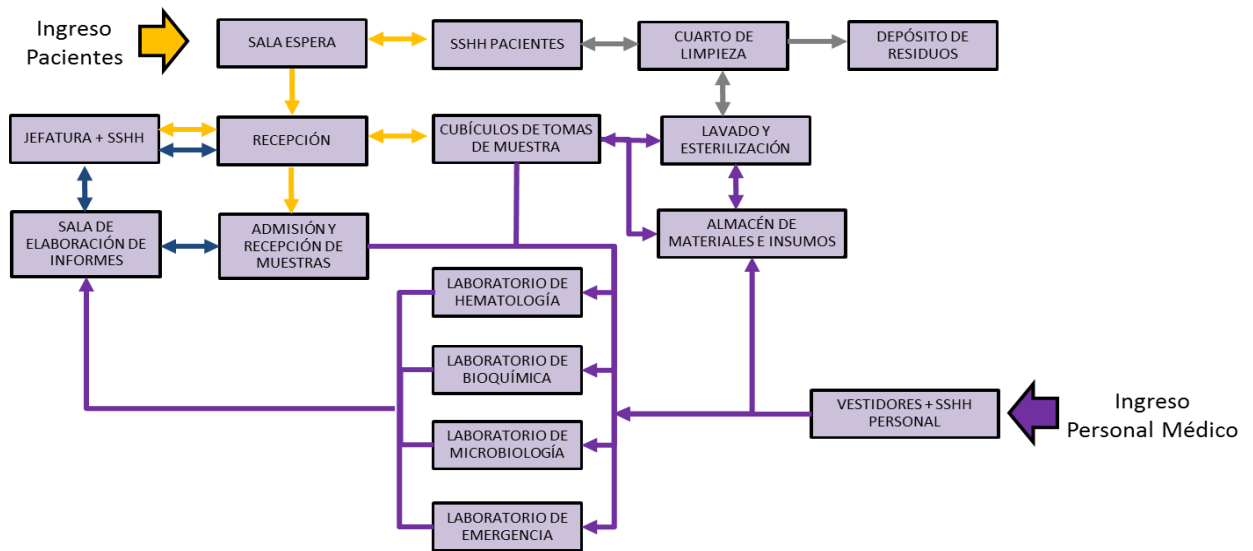 Ingreso
Pacientes
SALA ESPERA
SSHH PACIENTES
CUARTO DE
LIMPIEZA
DEPÓSITO DE
RESIDUOS
JEFATURA + SSHH
RECEPCIÓN
CUBÍCULOS DE TOMAS
DE MUESTRA
LAVADO Y
ESTERILIZACIÓN
SALA DE
ELABORACIÓN DE
INFORMES
ADMISIÓN Y
RECEPCIÓN DE
MUESTRAS
ALMACÉN DE
MATERIALES E INSUMOS
LABORATORIO DE
HEMATOLOGÍA
LABORATORIO DE
BIOQUÍMICA
LABORATORIO DE
MICROBIOLOGÍA
LABORATORIO DE
EMERGENCIA
VESTIDORES + SSHH
PERSONAL
Ingreso
Personal Médico